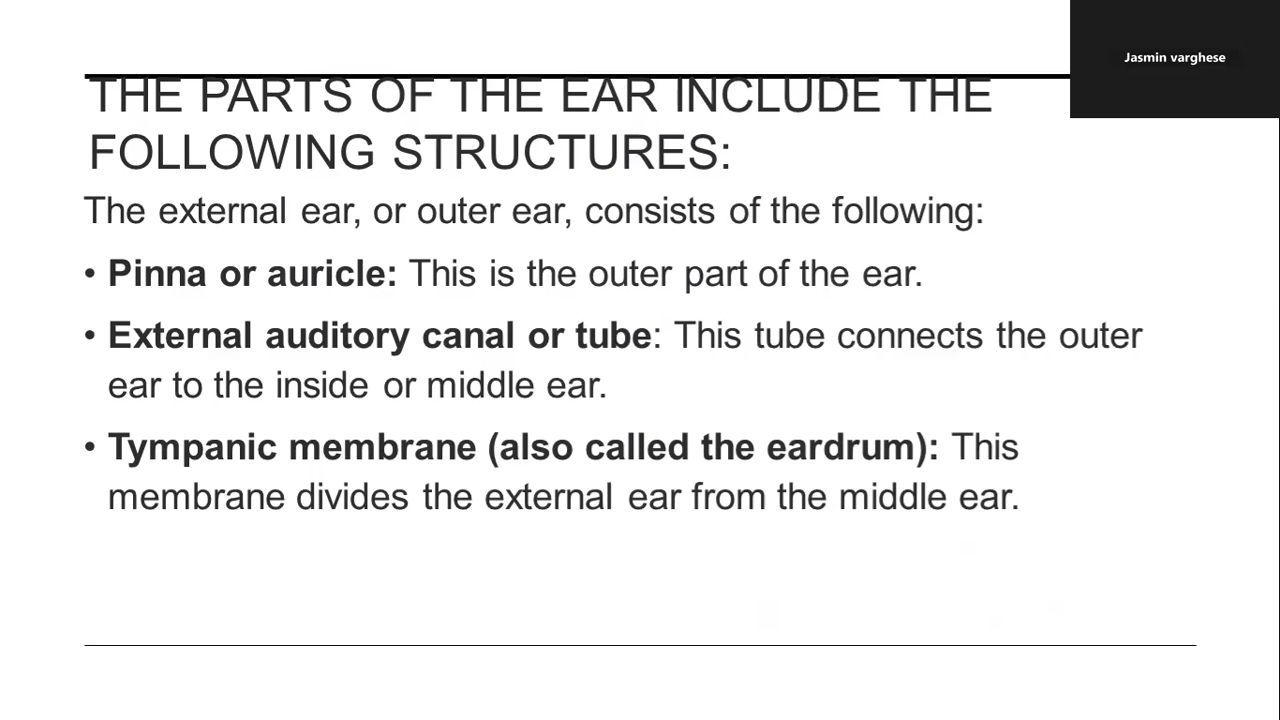 Jasmin varghese
THE PARTS OF THE EAR INCLUDE THE
FOLLOWING STRUCTURES:
The external ear, or outer ear, consists of the following:
• Pinna or auricle: This is the outer part of the ear.
• External auditory canal or tube: This tube connects the outer
ear to the inside or middle ear.
• Tympanic membrane (also called the eardrum): This
membrane divides the external ear from the middle ear.